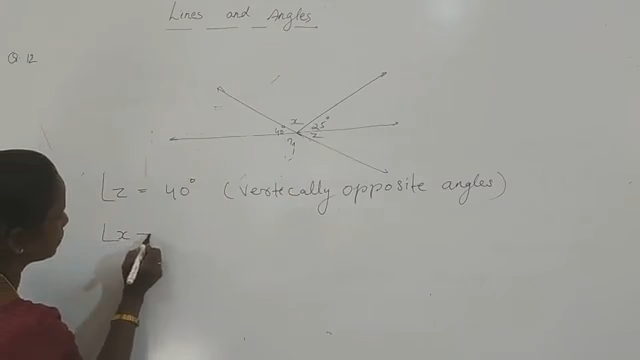 Lines and Angles
Q.12
x
40° 25°
y z
∠z = 40° (vertically opposite angles)
∠x =